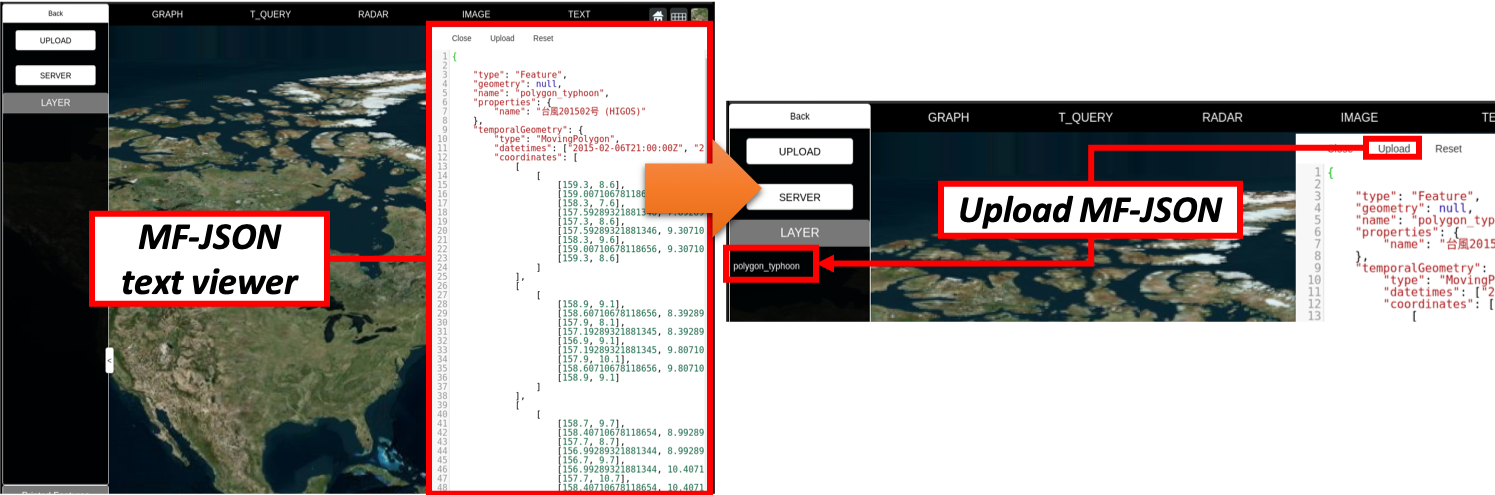 Back
GRAPH
T_QUERY
RADAR
IMAGE
TEXT
UPLOAD
SERVER
LAYER
MF-JSON
text viewer
<
Close Upload Reset
1 {
2
3 "type": "Feature",
4 "geometry": null,
5 "name": "polygon_typhoon",
6 "properties": {
7 "name": "台風201502号 (HIGOS)"
8 },
9 "temporalGeometry": {
10 "type": "MovingPolygon",
11 "datetimes": ["2015-02-06T21:00:00Z", "2
12 "coordinates": [
13 [
14 [
15 [159.3, 8.6],
16 [159.00710678118
17 [158.3, 7.6],
18 [157.59289321881
19 [157.3, 8.6],
20 [157.59289321881346, 9.30710
21 [158.3, 9.6],
22 [159.00710678118656, 9.30710
23 [159.3, 8.6]
24 ]
25 ],
26 [
27 [
28 [158.9, 9.1],
29 [158.60710678118656, 8.39289
30 [157.9, 8.1],
31 [157.19289321881345, 8.39289
32 [156.9, 9.1],
33 [157.19289321881345, 9.80710
34 [157.9, 10.1],
35 [158.60710678118656, 9.80710
36 [158.9, 9.1]
37 ]
38 ],
39 [
40 [
41 [158.7, 9.7],
42 [158.40710678118654, 8.99289
43 [157.7, 8.7],
44 [156.99289321881344, 8.99289
45 [156.7, 9.7],
46 [156.99289321881344, 10.4071
47 [157.7, 10.7],
48 [158.40710678118654, 10.4071
Back
GRAPH
T_QUERY
RADAR
IMAGE
TE
UPLOAD
SERVER
LAYER
polygon_typhoon
Upload MF-JSON
Upload Reset
1 {
2
3 "type": "Feature",
4 "geometry": null,
5 "name": "polygon_typ
6 "properties": {
7 "name": "台風2015
8 },
9 "temporalGeometry":
10 "type": "MovingP
11 "datetimes": ["2
12 "coordinates": [
13 [